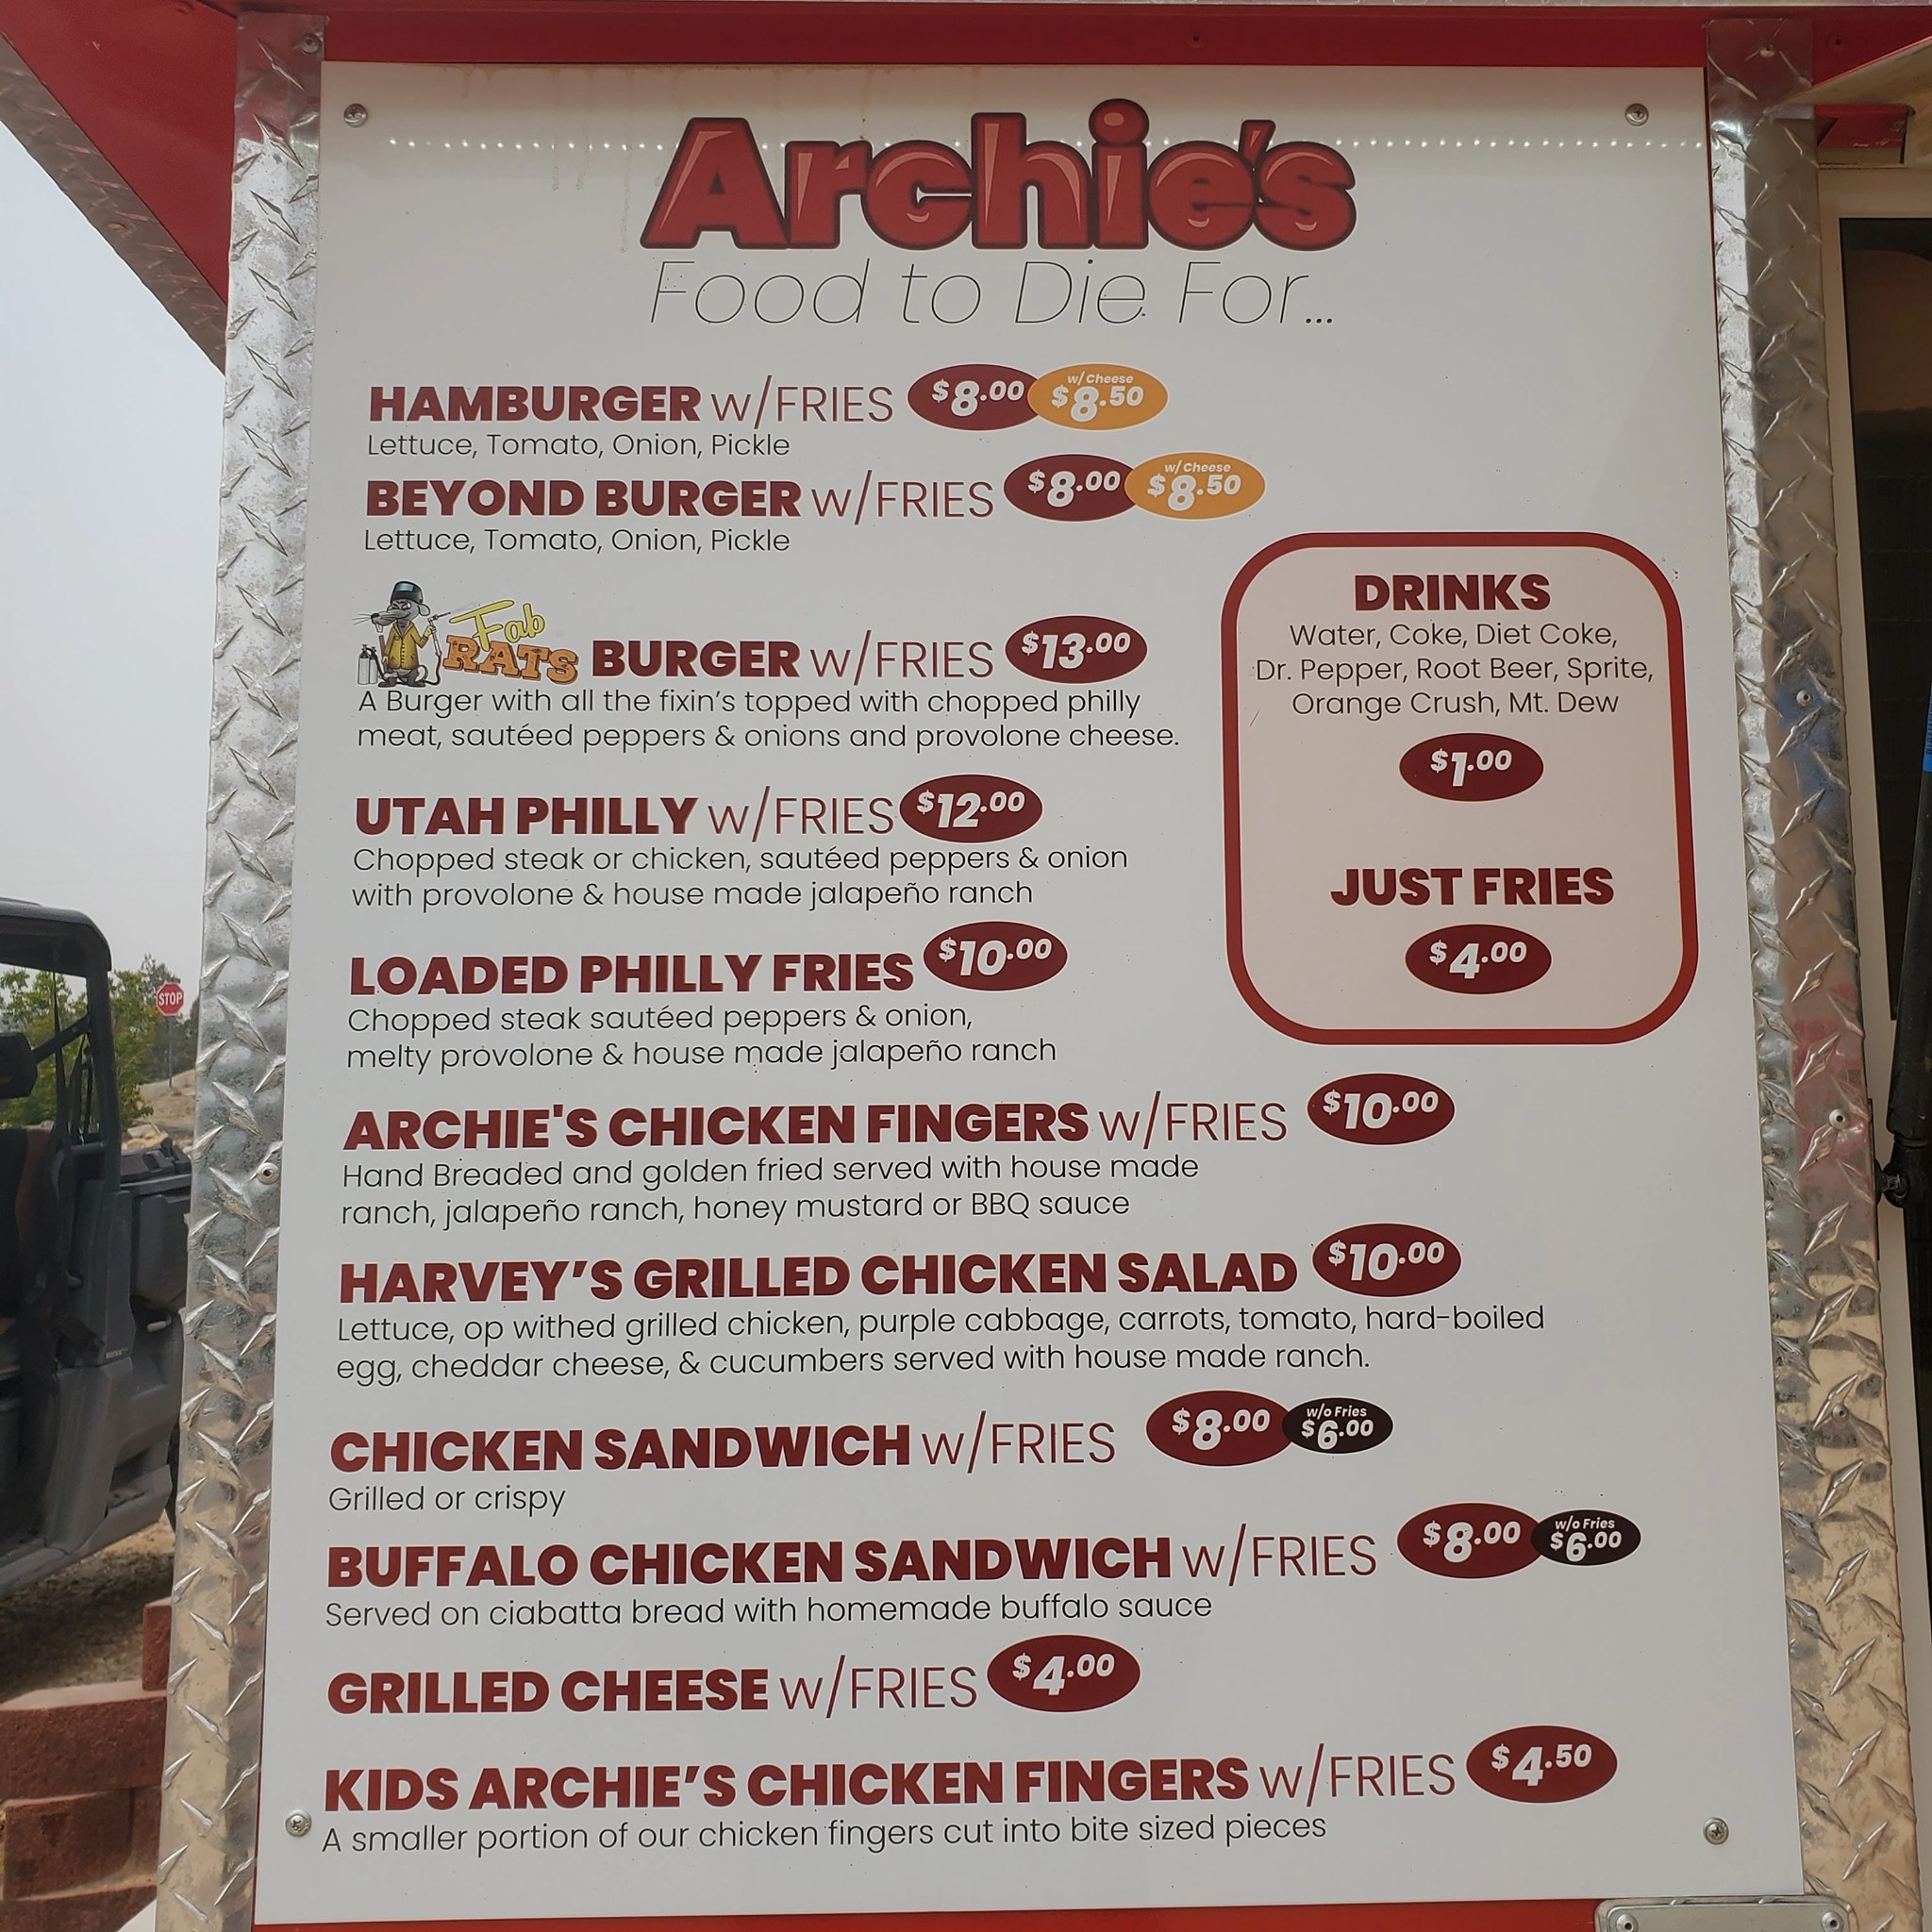 Archie's
Food to Die For...
HAMBURGER w/FRIES $8.00 w/Cheese $8.50
Lettuce, Tomato, Onion, Pickle
BEYOND BURGER w/FRIES $8.00 w/Cheese $8.50
Lettuce, Tomato, Onion, Pickle
Fab RATS BURGER w/FRIES $13.00
A Burger with all the fixin's topped with chopped philly
meat, sautéed peppers & onions and provolone cheese.
UTAH PHILLY w/FRIES $12.00
Chopped steak or chicken, sautéed peppers & onion
with provolone & house made jalapeño ranch
LOADED PHILLY FRIES $10.00
Chopped steak sautéed peppers & onion,
melty provolone & house made jalapeño ranch
DRINKS
Water, Coke, Diet Coke,
Dr. Pepper, Root Beer, Sprite,
Orange Crush, Mt. Dew
$1.00
JUST FRIES
$4.00
ARCHIE'S CHICKEN FINGERS w/FRIES $10.00
Hand Breaded and golden fried served with house made
ranch, jalapeño ranch, honey mustard or BBQ sauce
HARVEY'S GRILLED CHICKEN SALAD $10.00
Lettuce, op withed grilled chicken, purple cabbage, carrots, tomato, hard-boiled
egg, cheddar cheese, & cucumbers served with house made ranch.
CHICKEN SANDWICH w/FRIES $8.00 w/o Fries $6.00
Grilled or crispy
BUFFALO CHICKEN SANDWICH w/FRIES $8.00 w/o Fries $6.00
Served on ciabatta bread with homemade buffalo sauce
GRILLED CHEESE w/FRIES $4.00
KIDS ARCHIE'S CHICKEN FINGERS w/FRIES $4.50
A smaller portion of our chicken fingers cut into bite sized pieces
STOP